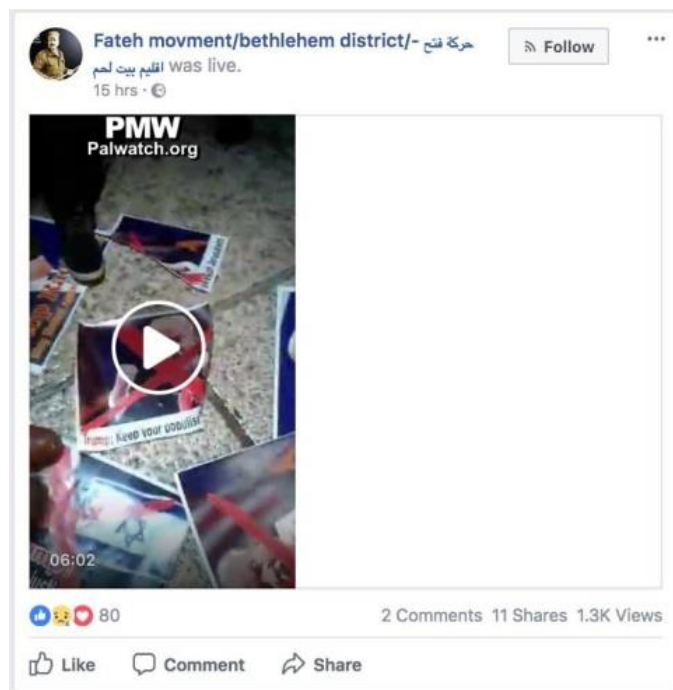 Fateh movment/bethlehem district/- حركة فتح
اقليم بيت لحم was live.
Follow
15 hrs
PMW
Palwatch.org
Trump: Keep your populis
06:02
80
2 Comments 11 Shares 1.3K Views
Like Comment Share